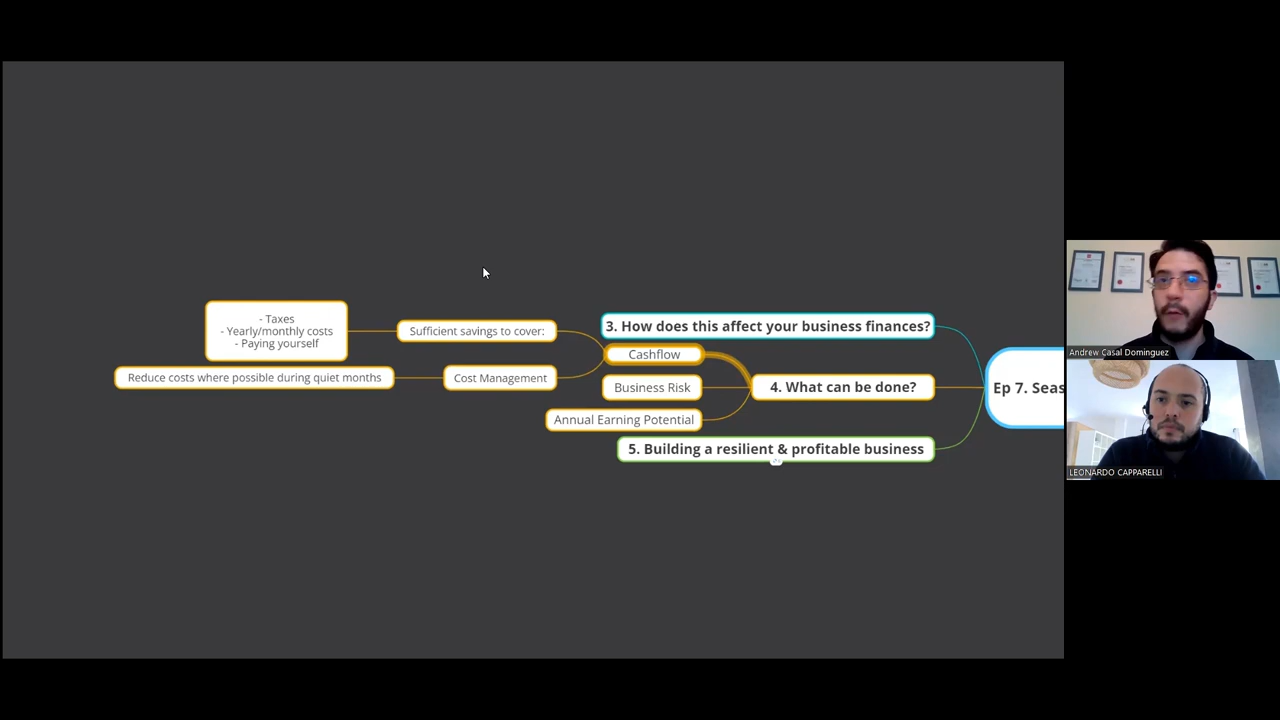 3. How does this affect your business finances?
- Taxes
- Yearly/monthly costs
- Paying yourself
Sufficient savings to cover:
Cashflow
Reduce costs where possible during quiet months
Cost Management
Business Risk
4. What can be done?
Annual Earning Potential
5. Building a resilient & profitable business
Ep 7. Seas
Andrew Casal Dominguez
LEONARDO CAPPARELLI